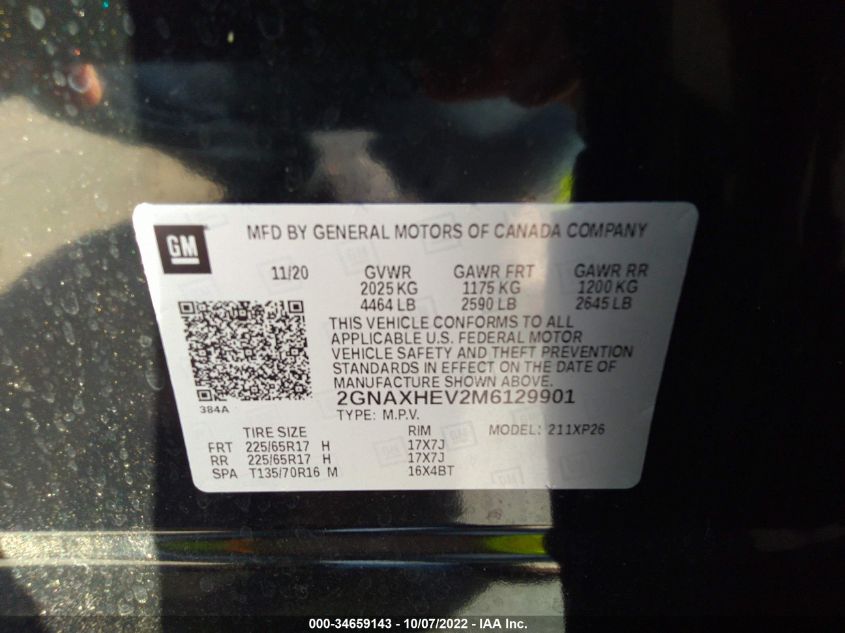 GM
MFD BY GENERAL MOTORS OF CANADA COMPANY
11/20 GVWR GAWR FRT GAWR RR
2025 KG 1175 KG 1200 KG
4464 LB 2590 LB 2645 LB
THIS VEHICLE CONFORMS TO ALL
APPLICABLE U.S. FEDERAL MOTOR
VEHICLE SAFETY AND THEFT PREVENTION
STANDARDS IN EFFECT ON THE DATE OF
MANUFACTURE SHOWN ABOVE.
384A
2GNAXHEV2M6129901
TYPE: M.P.V.
TIRE SIZE RIM MODEL: 211XP26
FRT 225/65R17 H 17X7J
RR 225/65R17 H 17X7J
SPA T135/70R16 M 16X4BT
000-34659143 - 10/07/2022 - IAA Inc.